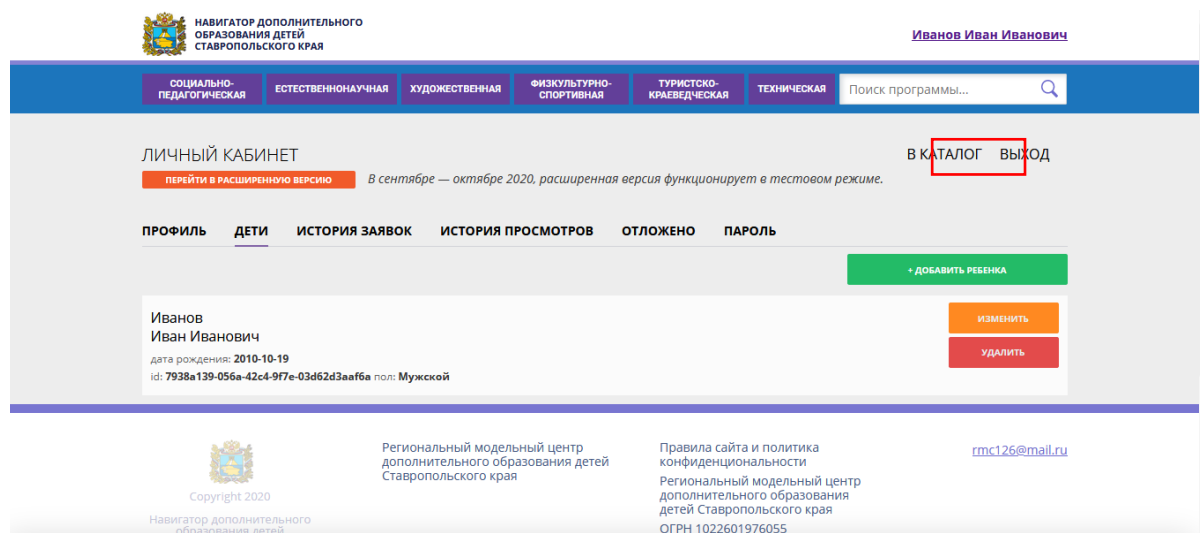 НАВИГАТОР ДОПОЛНИТЕЛЬНОГО
ОБРАЗОВАНИЯ ДЕТЕЙ
СТАВРОПОЛЬСКОГО КРАЯ
Иванов Иван Иванович
СОЦИАЛЬНО-
ПЕДАГОГИЧЕСКАЯ
ЕСТЕСТВЕННОНАУЧНАЯ
ХУДОЖЕСТВЕННАЯ
ФИЗКУЛЬТУРНО-
СПОРТИВНАЯ
ТУРИСТСКО-
КРАЕВЕДЧЕСКАЯ
ТЕХНИЧЕСКАЯ
Поиск программы...
ЛИЧНЫЙ КАБИНЕТ
В КАТАЛОГ ВЫХОД
ПЕРЕЙТИ В РАСШИРЕННУЮ ВЕРСИЮ
В сентябре — октябре 2020, расширенная версия функционирует в тестовом режиме.
ПРОФИЛЬ ДЕТИ ИСТОРИЯ ЗАЯВОК ИСТОРИЯ ПРОСМОТРОВ ОТЛОЖЕНО ПАРОЛЬ
+ ДОБАВИТЬ РЕБЕНКА
Иванов
Иван Иванович
дата рождения: 2010-10-19
id: 7938a139-056a-42c4-9f7e-03d62d3aaf6a пол: Мужской
ИЗМЕНИТЬ
УДАЛИТЬ
Copyright 2020
Навигатор дополнительного
образования детей
Региональный модельный центр
дополнительного образования детей
Ставропольского края
Правила сайта и политика
конфиденциональности
Региональный модельный центр
дополнительного образования
детей Ставропольского края
ОГРН 1022601976055
rmc126@mail.ru